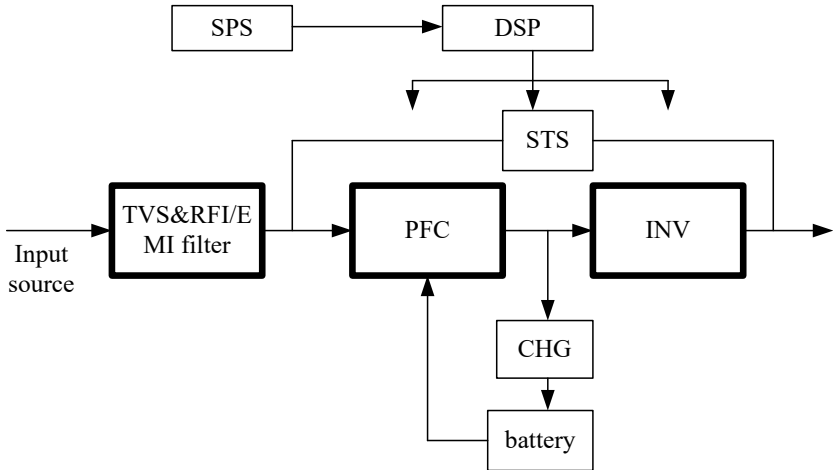 SPS
DSP
STS
TVS&RFI/E
MI filter
PFC
INV
Input
source
CHG
battery